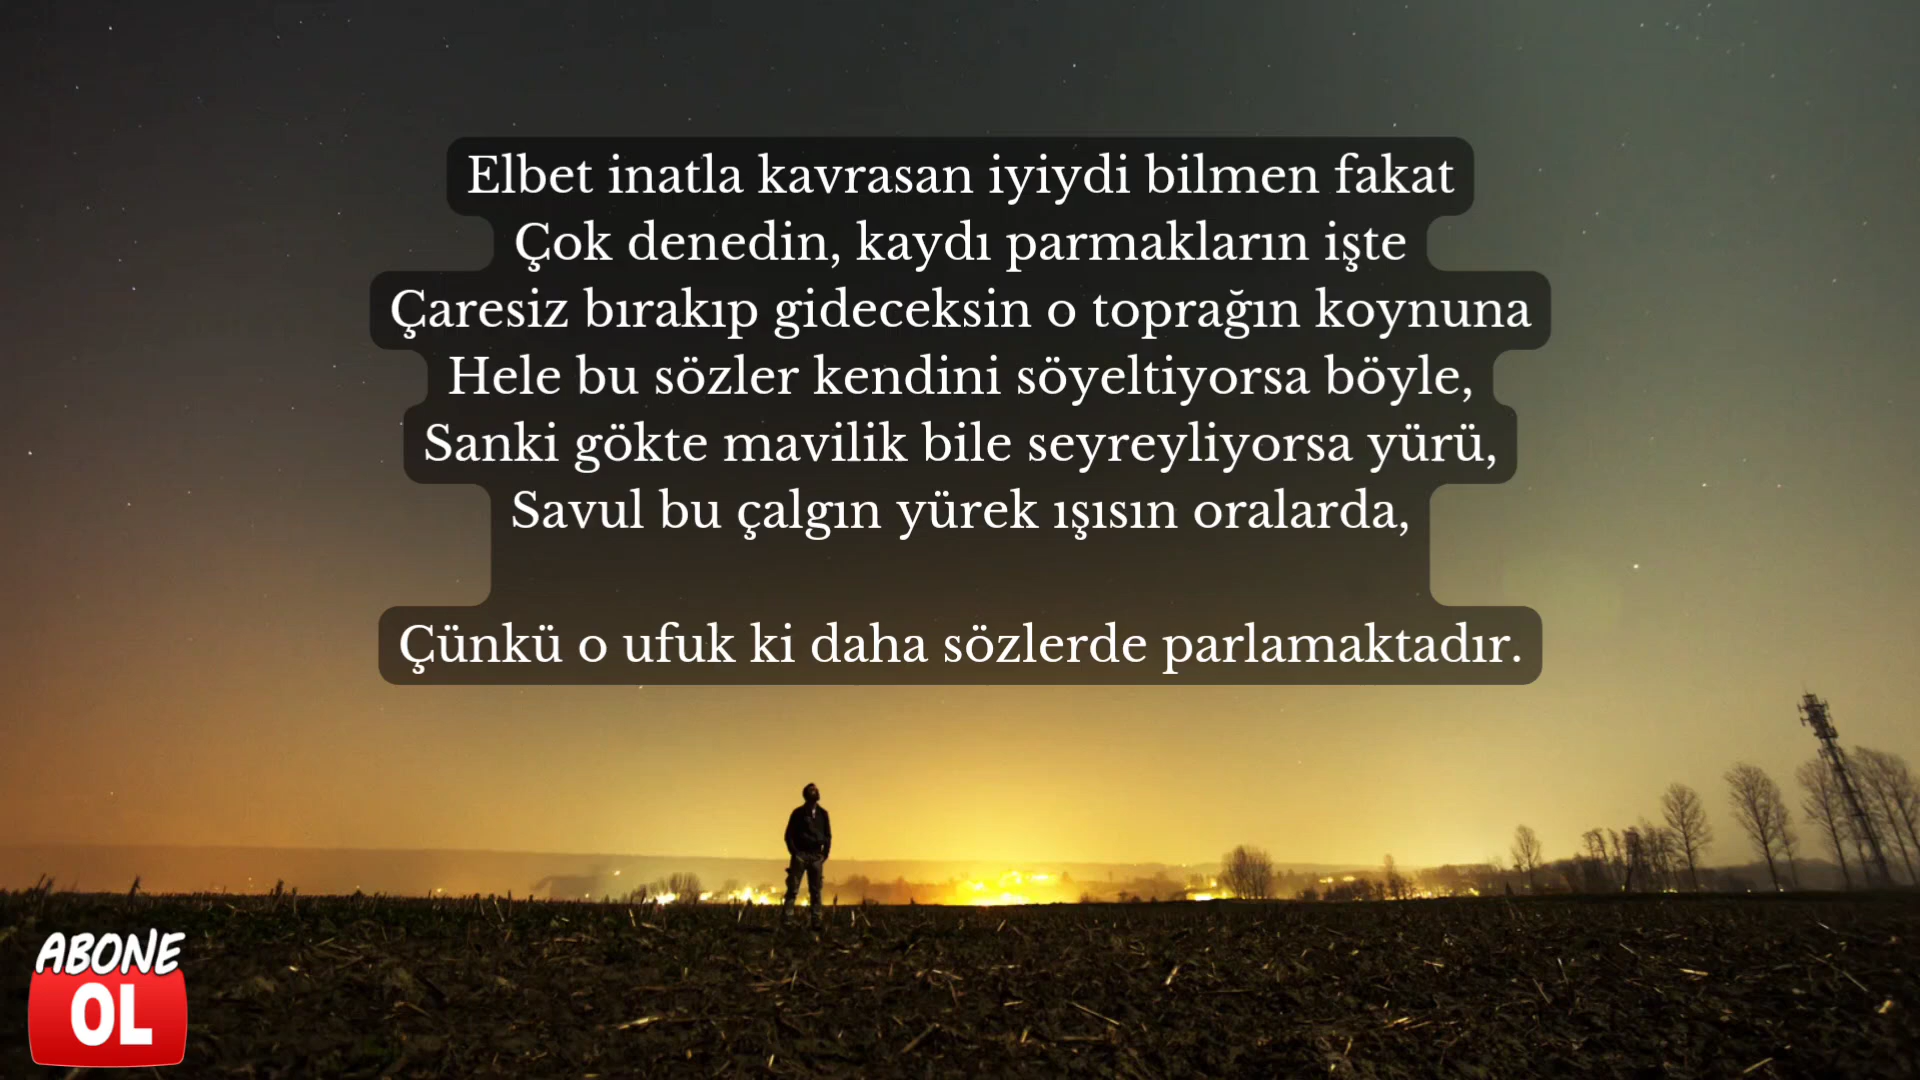 Elbet inatla kavrasan iyiydi bilmen fakat
Çok denedin, kaydı parmakların işte
Çaresiz bırakıp gideceksin o toprağın koynuna
Hele bu sözler kendini söyeltiyorsa böyle,
Sanki gökte mavilik bile seyreyliyorsa yürü,
Savul bu çalgın yürek ışısın oralarda,
Çünkü o ufuk ki daha sözlerde parlamaktadır.
ABONE
OL